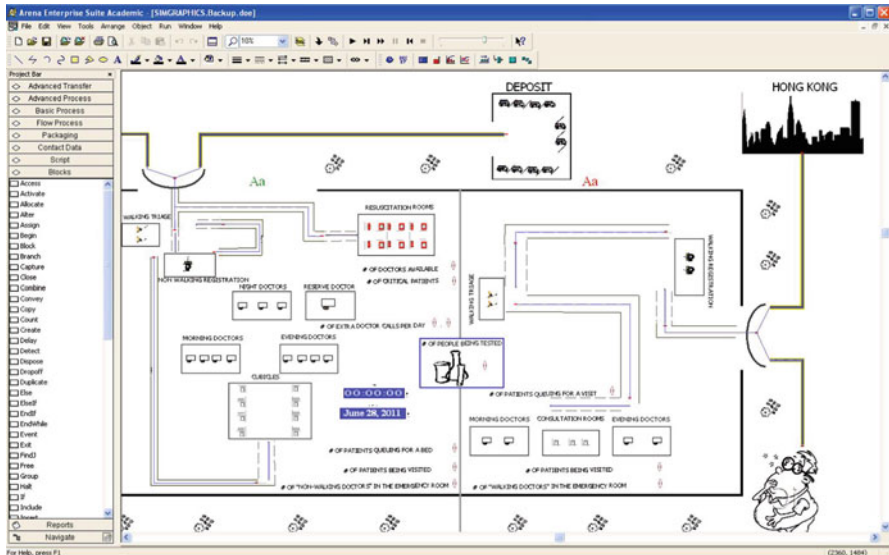 Arena Enterprise Suite Academic - [SIMGRAPHICS.Backup.doe]
File Edit View Tools Arrange Object Run Window Help
Project Bar
Advanced Transfer
Advanced Process
Basic Process
Flow Process
Packaging
Contact Data
Script
Blocks
Access
Activate
Allocate
Alter
Assign
Begin
Block
Branch
Capture
Close
Combine
Convey
Copy
Count
Create
Delay
Detect
Dispose
Dropoff
Duplicate
Else
ElseIf
EndIf
EndWhile
Event
Exit
FindJ
Free
Group
Halt
If
Include
Insert
Reports
Navigate
DEPOSIT
HONG KONG
Aa
Aa
WALKING TRIAGE
RESUSCITATION ROOMS
NON WALKING REGISTRATION
# OF DOCTORS AVAILABLE
# OF CRITICAL PATIENTS
NIGHT DOCTORS
RESERVE DOCTOR
# OF EXTRA DOCTOR CALLS PER DAY
MORNING DOCTORS
EVENING DOCTORS
CUBICLES
00:00:00
June 28, 2011
# OF PATIENTS QUEUING FOR A BED
# OF PATIENTS BEING VISITED
# OF "NON-WALKING DOCTORS" IN THE EMERGENCY ROOM
WALKING TRIAGE
WALKING REGISTRATION
# OF PEOPLE BEING TESTED
# OF PATIENTS QUEUING FOR A VISIT
MORNING DOCTORS
CONSULTATION ROOMS
EVENING DOCTORS
# OF PATIENTS BEING VISITED
# OF "WALKING DOCTORS" IN THE EMERGENCY ROOM
For Help, press F1
(2360, 1484)